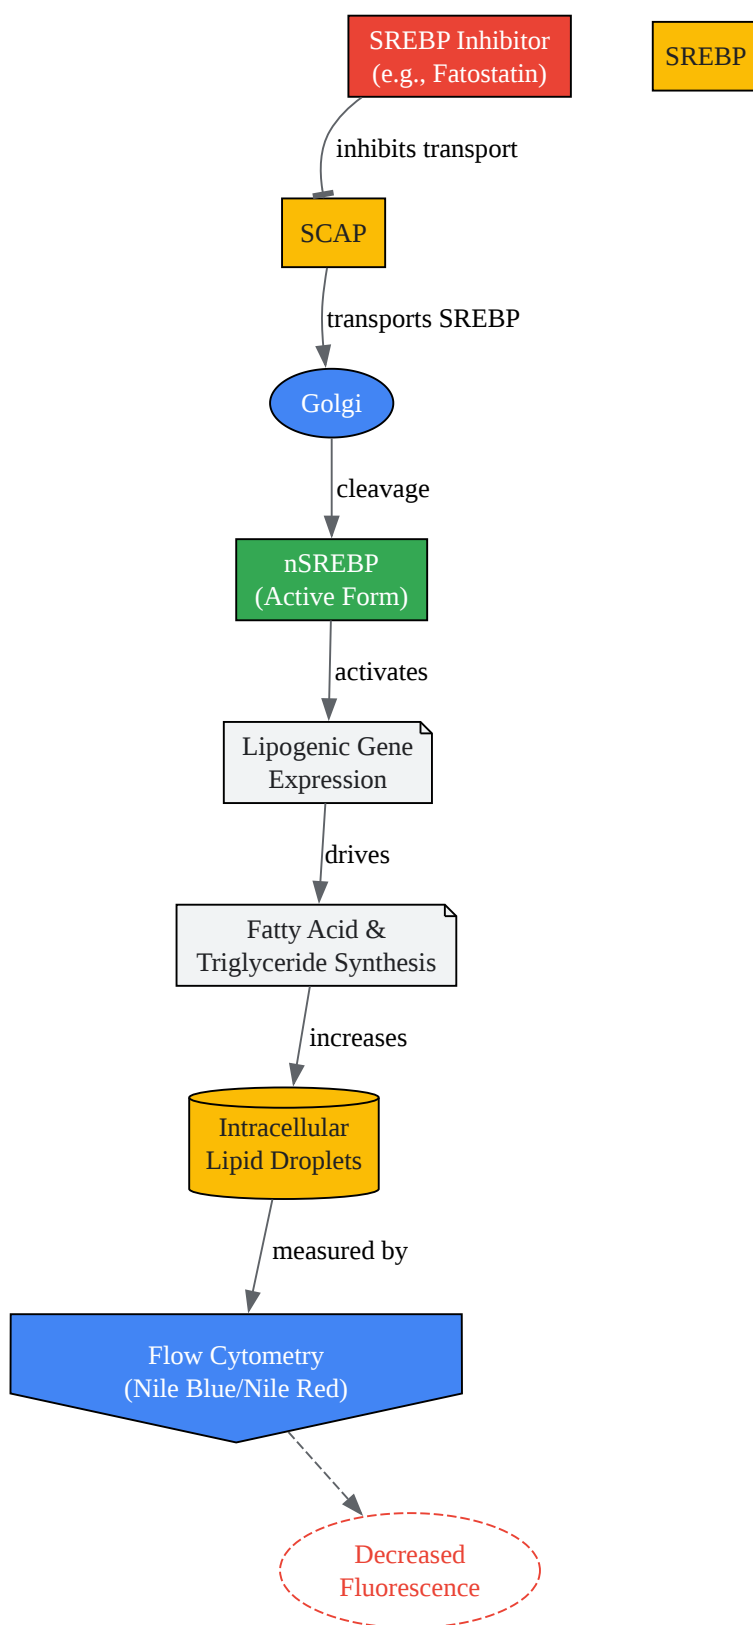 SREBP Inhibitor
(e.g., Fatostatin)
SREBP
inhibits transport
SCAP
transports SREBP
Golgi
cleavage
nSREBP
(Active Form)
activates
Lipogenic Gene
Expression
drives
Fatty Acid &
Triglyceride Synthesis
increases
Intracellular
Lipid Droplets
measured by
Flow Cytometry
(Nile Blue/Nile Red)
Decreased
Fluorescence